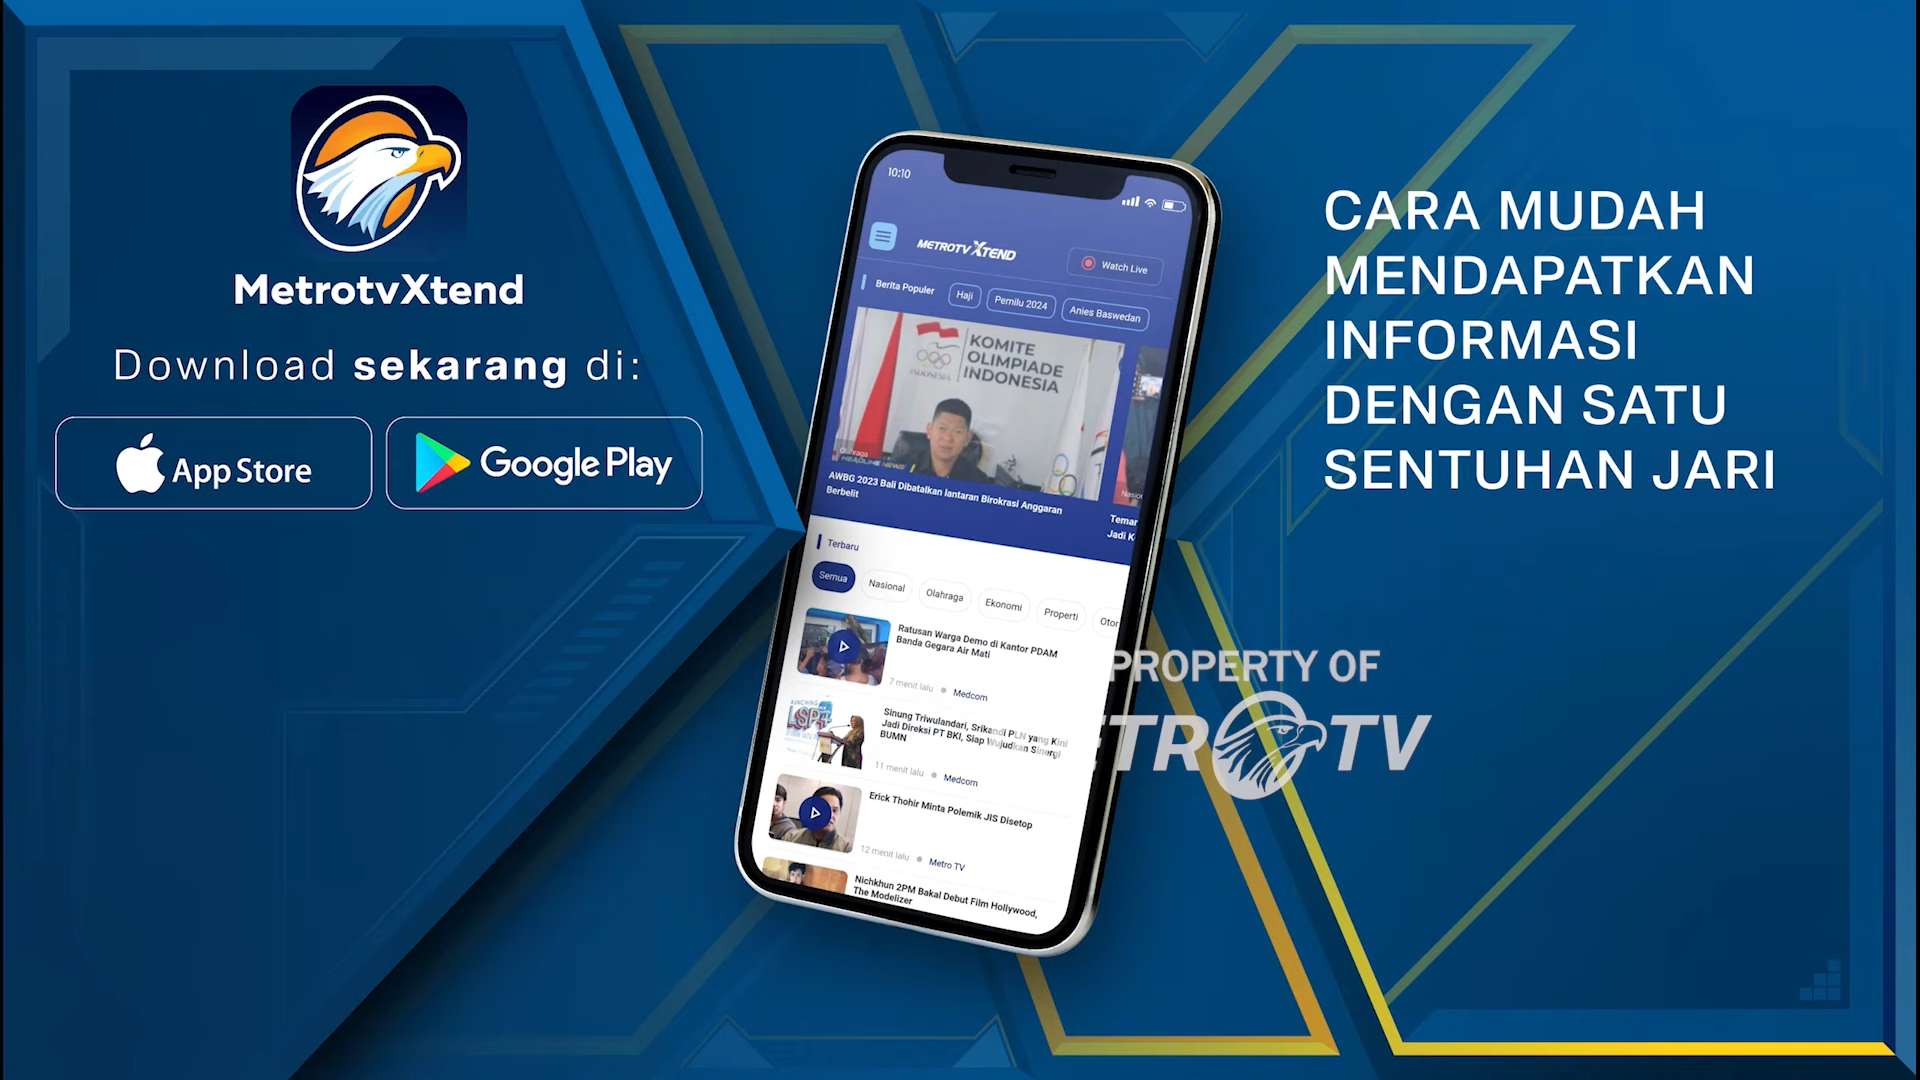 MetrotvXtend
Download sekarang di:
App Store
Google Play
10:10
METROTV XTEND
Watch Live
Berita Populer
Haji
Pemilu 2024
Anies Baswedan
KOMITE
OLIMPIADE
INDONESIA
INDONESIA
Olahraga
HEADLINE NEWS
AWBG 2023 Bali Dibatalkan lantaran Birokrasi Anggaran
Berbelit
Terbaru
Semua
Nasional
Olahraga
Ekonomi
Properti
Ratusan Warga Demo di Kantor PDAM
Banda Gegara Air Mati
7 menit lalu
Medcom
Sinung Triwulandari, Srikandi PLN yang Kini
Jadi Direksi PT BKI, Siap Wujudkan Sinergi
BUMN
11 menit lalu
Medcom
Erick Thohir Minta Polemik JIS Disetop
12 menit lalu
Metro TV
Nichkhun 2PM Bakal Debut Film Hollywood,
The Modelizer
CARA MUDAH
MENDAPATKAN
INFORMASI
DENGAN SATU
SENTUHAN JARI
PROPERTY OF
ETRO TV